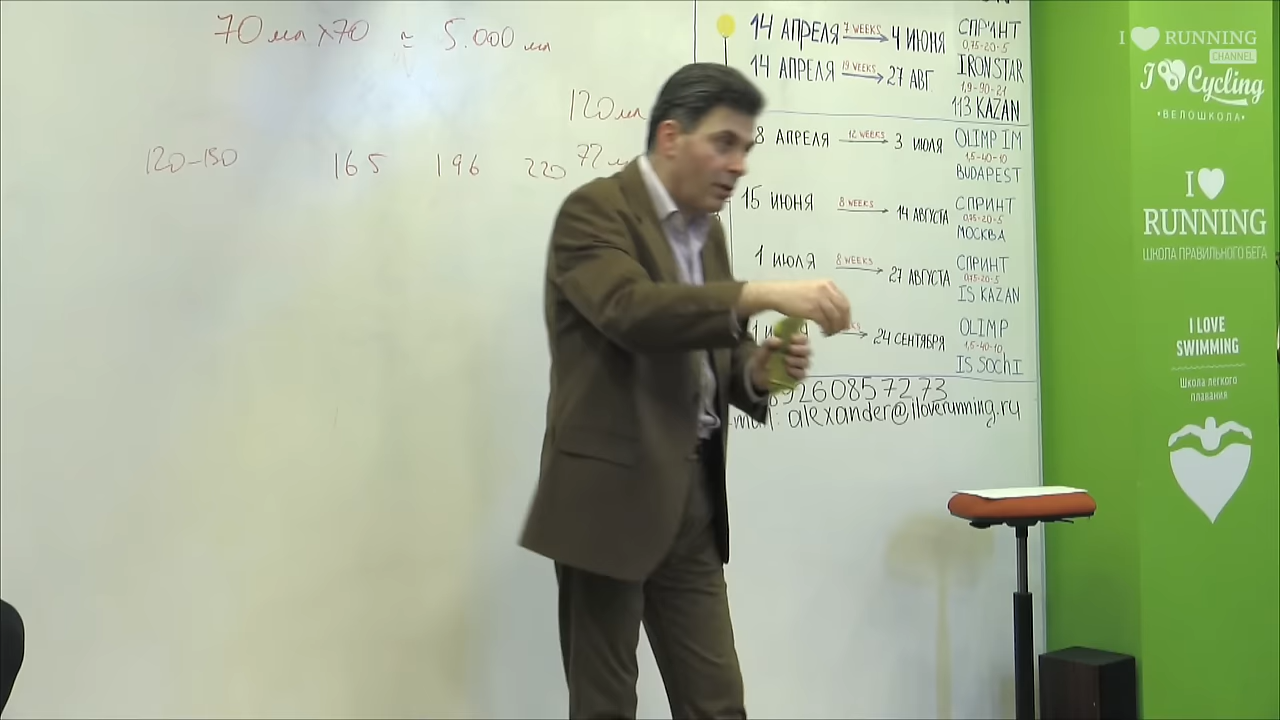 70 мл x70 ≈ 5.000 мл
120 мл
120-150 165 196 220 72
14 АПРЕЛЯ 7 WEEKS 4 ИЮНЯ СПРИНТ
0,75-20-5
14 АПРЕЛЯ 19 WEEKS 27 АВГ IRONSTAR
1,9-90-21
113 KAZAN
8 АПРЕЛЯ 12 WEEKS 3 ИЮЛЯ OLIMP IM
1,5-40-10
BUDAPEST
15 ИЮНЯ 8 WEEKS 14 АВГУСТА СПРИНТ
0,75-20-5
МОСКВА
1 ИЮЛЯ 8 WEEKS 27 АВГУСТА СПРИНТ
0,75-20-5
IS KAZAN
1 24 СЕНТЯБРЯ OLIMP
1,5-40-10
IS SOCHI
89260857273
mail: alexander@iloverunning.ru
I RUNNING
CHANNEL
I Cycling
•ВЕЛОШКОЛА•
I
RUNNING
ШКОЛА ПРАВИЛЬНОГО БЕГА
I LOVE
SWIMMING
Школа легкого
плавания